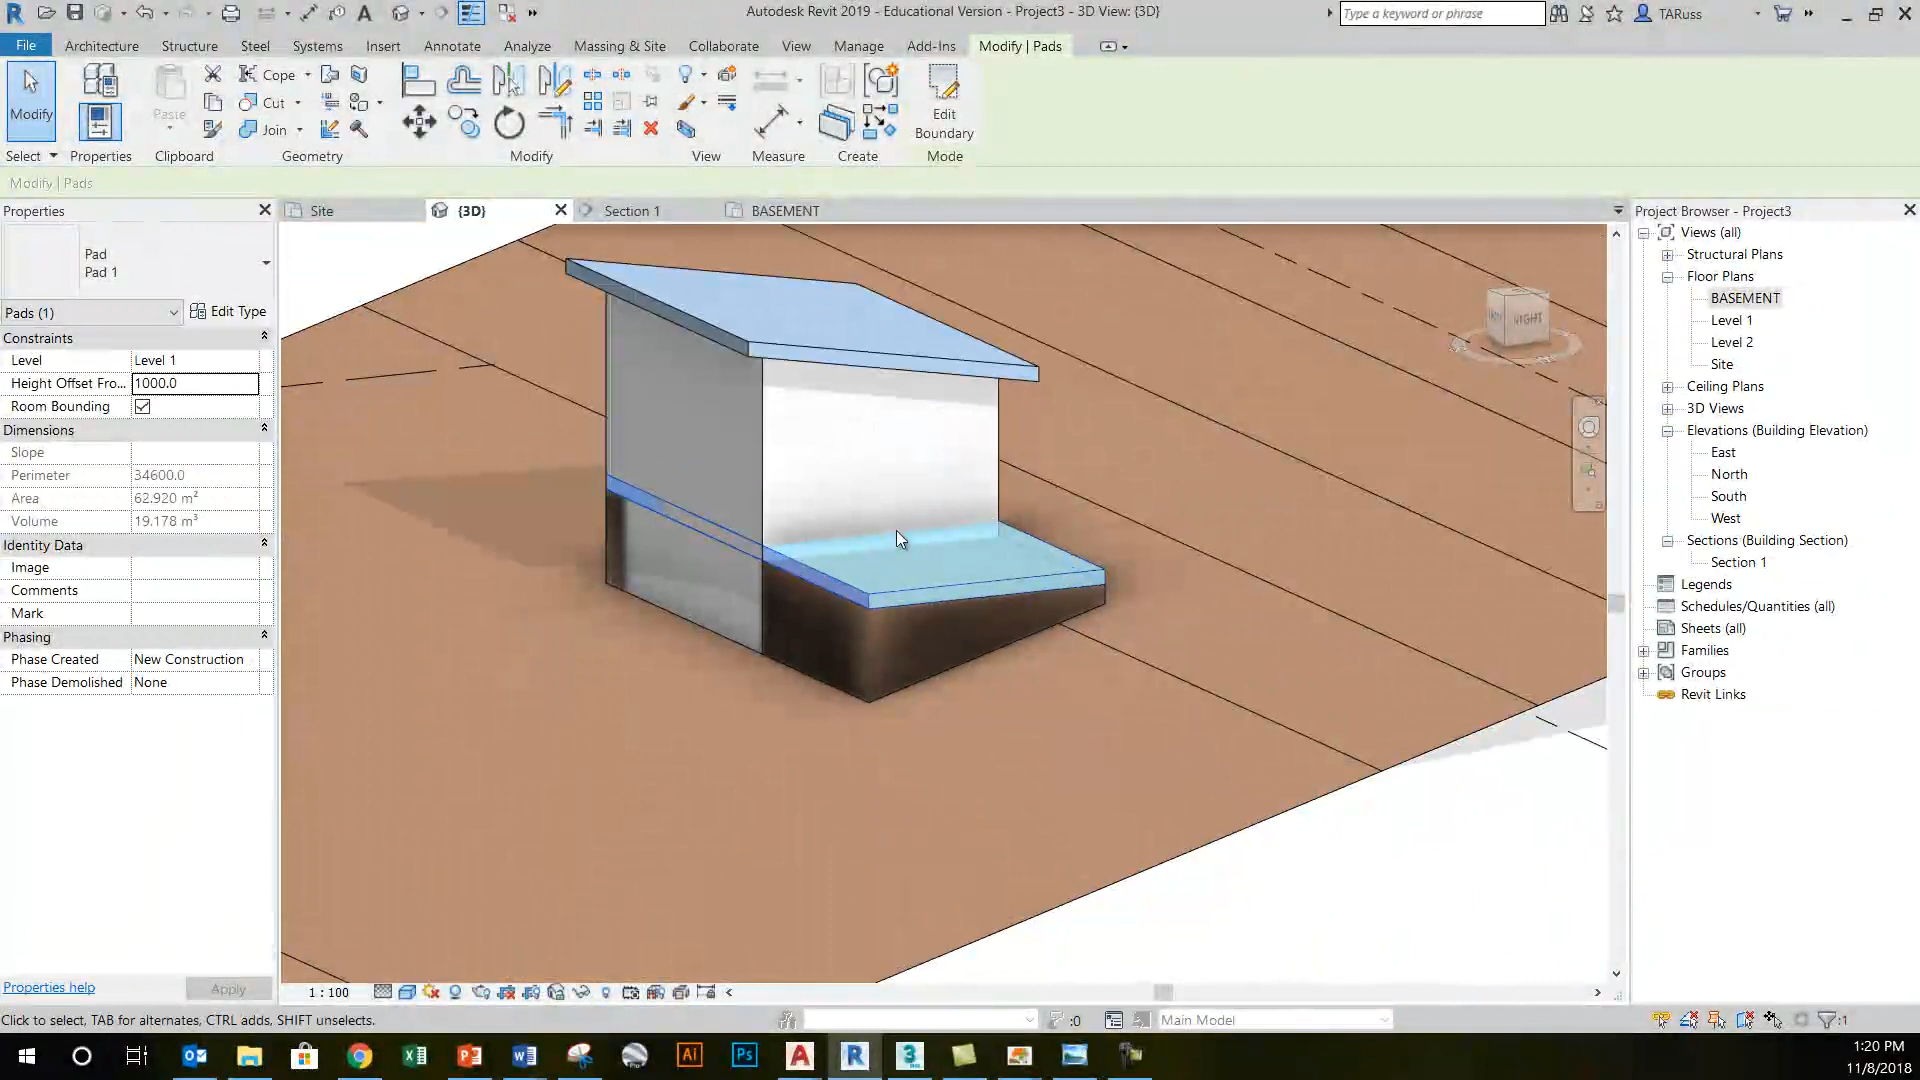 Autodesk Revit 2019 - Educational Version - Project3 - 3D View: {3D}
Type a keyword or phrase
TARuss
File
Architecture
Structure
Steel
Systems
Insert
Annotate
Analyze
Massing & Site
Collaborate
View
Manage
Add-Ins
Modify | Pads
Modify
Paste
Cope
Cut
Join
Edit
Boundary
Select
Properties
Clipboard
Geometry
Modify
View
Measure
Create
Mode
Modify | Pads
Properties
Pad
Pad 1
Pads (1)
Edit Type
Constraints
Level
Level 1
Height Offset Fro...
1000.0
Room Bounding
Dimensions
Slope
Perimeter
34600.0
Area
62.920 m²
Volume
19.178 m³
Identity Data
Image
Comments
Mark
Phasing
Phase Created
New Construction
Phase Demolished
None
Properties help
Apply
Site
{3D}
Section 1
BASEMENT
RIGHT
1 : 100
Project Browser - Project3
Views (all)
Structural Plans
Floor Plans
BASEMENT
Level 1
Level 2
Site
Ceiling Plans
3D Views
Elevations (Building Elevation)
East
North
South
West
Sections (Building Section)
Section 1
Legends
Schedules/Quantities (all)
Sheets (all)
Families
Groups
Revit Links
Click to select, TAB for alternates, CTRL adds, SHIFT unselects.
:0
Main Model
:1
1:20 PM
11/8/2018